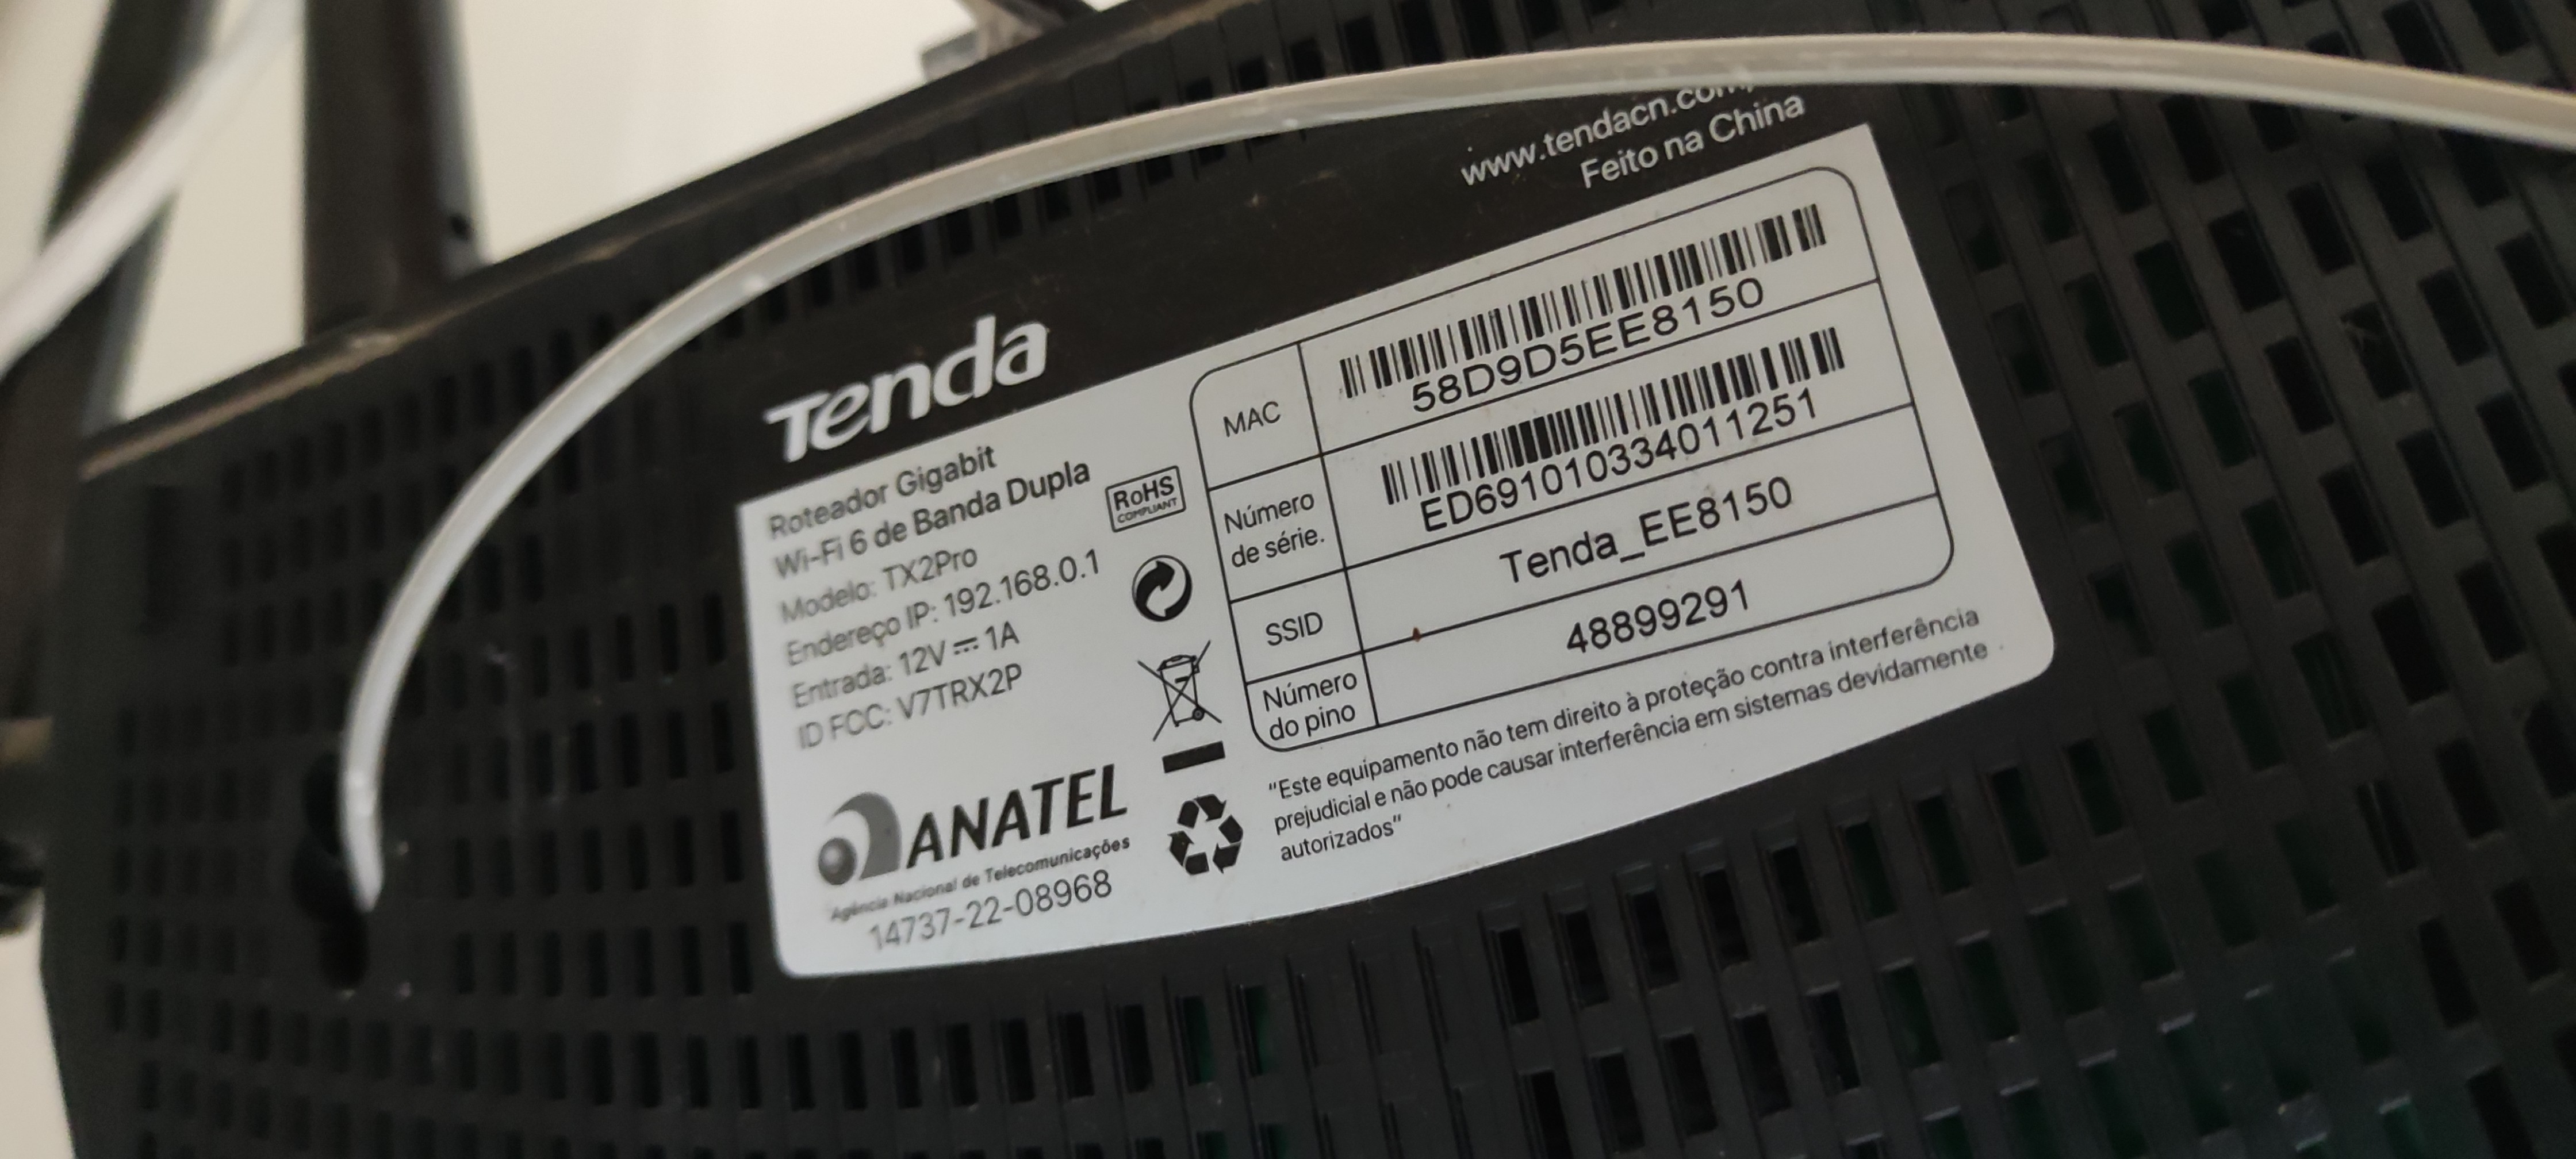 www.tendacn.com
Feito na China
Tenda
Roteador Gigabit
Wi-Fi 6 de Banda Dupla
Modelo: TX2Pro
Endereço IP: 192.168.0.1
Entrada: 12V ⎓ 1A
ID FCC: V7TRX2P
RoHS
COMPLIANT
ANATEL
Agência Nacional de Telecomunicações
14737-22-08968
MAC
58D9D5EE8150
Número
de série.
ED691010334011251
SSID
Tenda_EE8150
Número
do pino
48899291
"Este equipamento não tem direito à proteção contra interferência
prejudicial e não pode causar interferência em sistemas devidamente
autorizados"